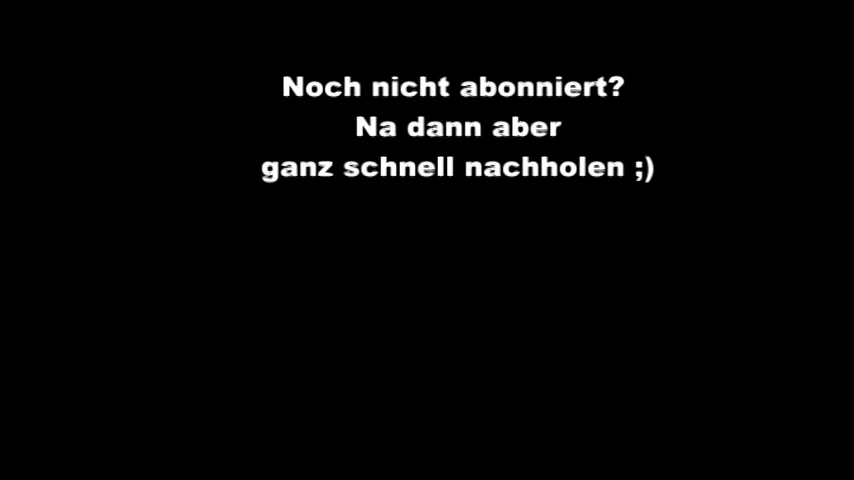 Noch nicht abonniert?
Na dann aber
ganz schnell nachholen ;)